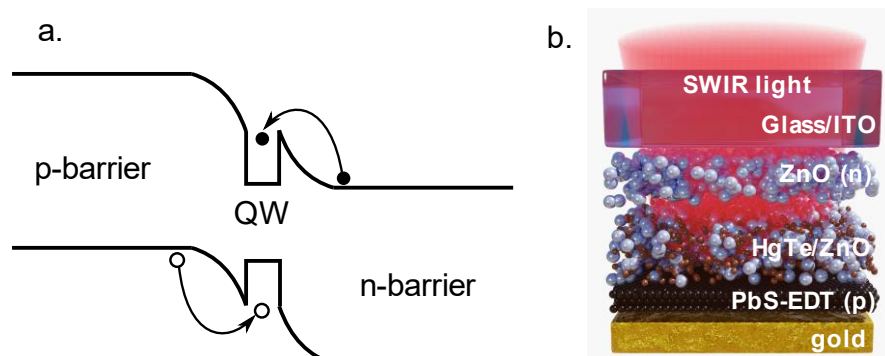 a.
p-barrier
QW
n-barrier
b.
SWIR light
Glass/ITO
ZnO (n)
HgTe/ZnO
PbS-EDT (p)
gold